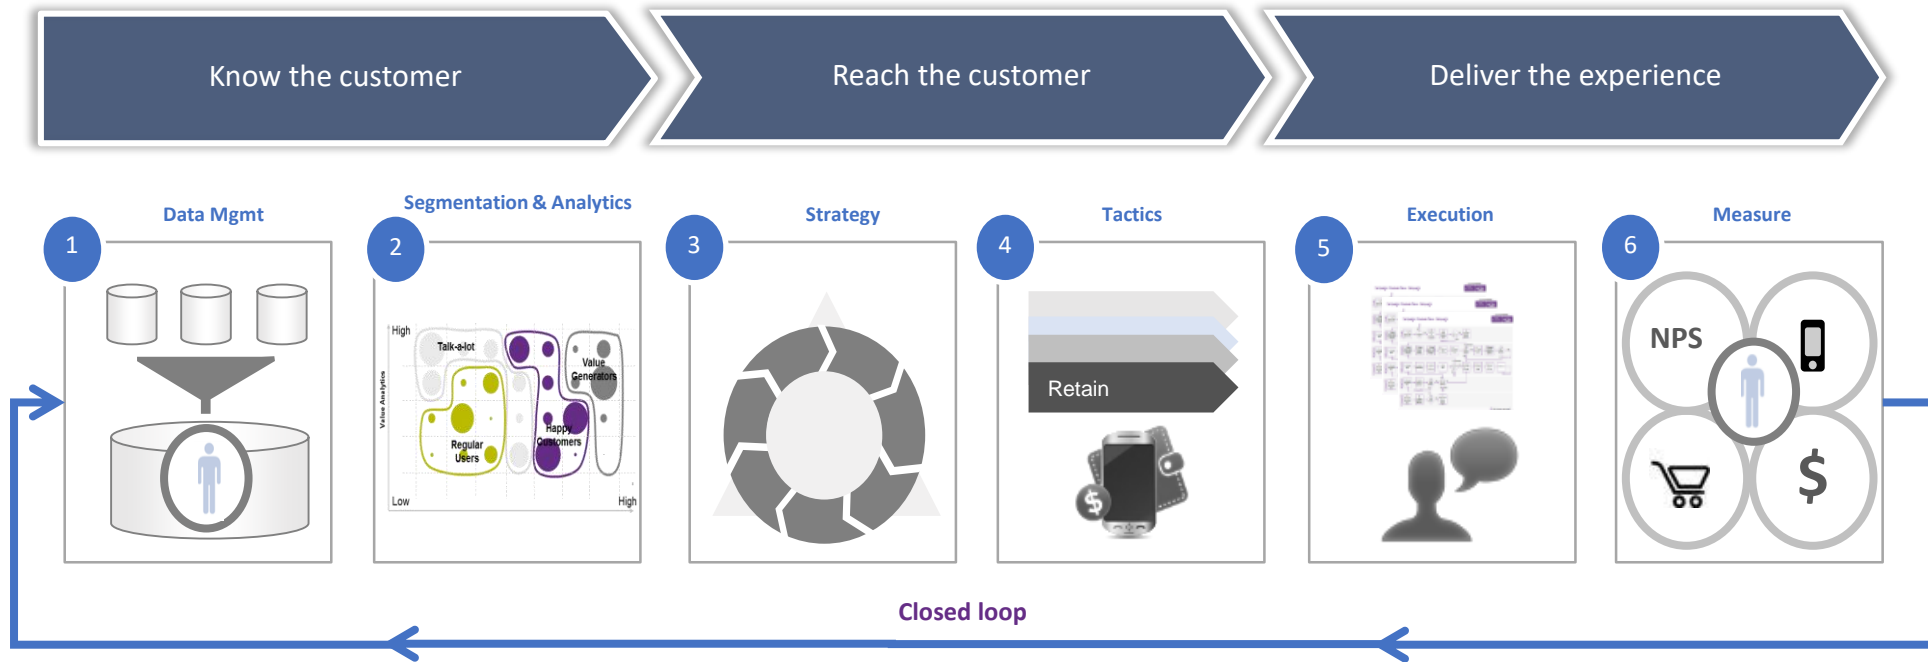 Know the customer
Reach the customer
Deliver the experience
Data Mgmt
Segmentation & Analytics
Strategy
Tactics
Execution
Measure
1
2
3
4
5
6
High
Talk-a-lot
Value
Generators
Value Analytics
Happy
Customers
Regular
Users
Low
High
Retain
$
NPS
$
Closed loop